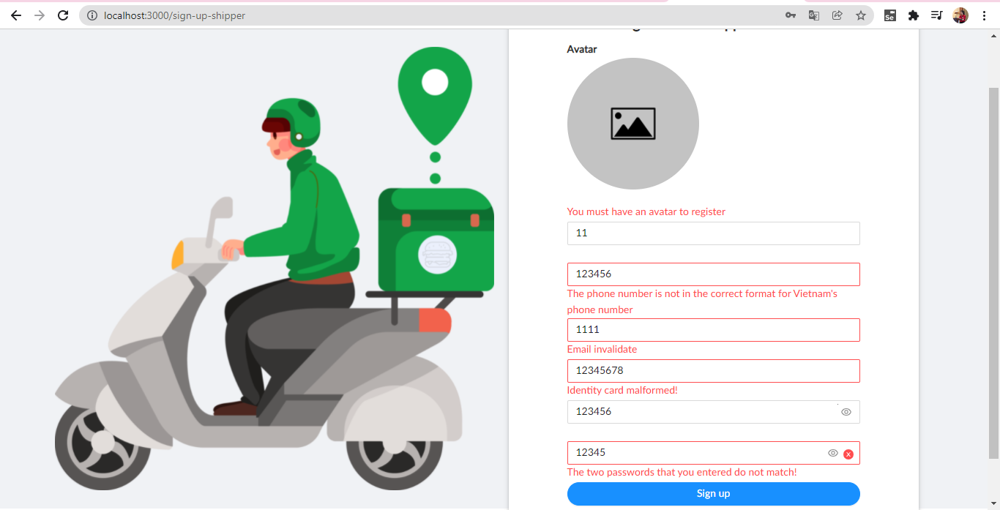 localhost:3000/sign-up-shipper
Se
Avatar
You must have an avatar to register
11
123456
The phone number is not in the correct format for Vietnam's
phone number
1111
Email invalidate
12345678
Identity card malformed!
123456
12345
The two passwords that you entered do not match!
Sign up